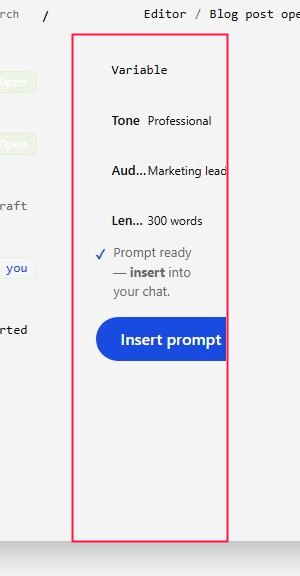 rch / Editor / Blog post ope
Variable
Open
Tone Professional
Open
Aud... Marketing lead
raft
Len... 300 words
✓ Prompt ready
— insert into
you
your chat.
rted
Insert prompt